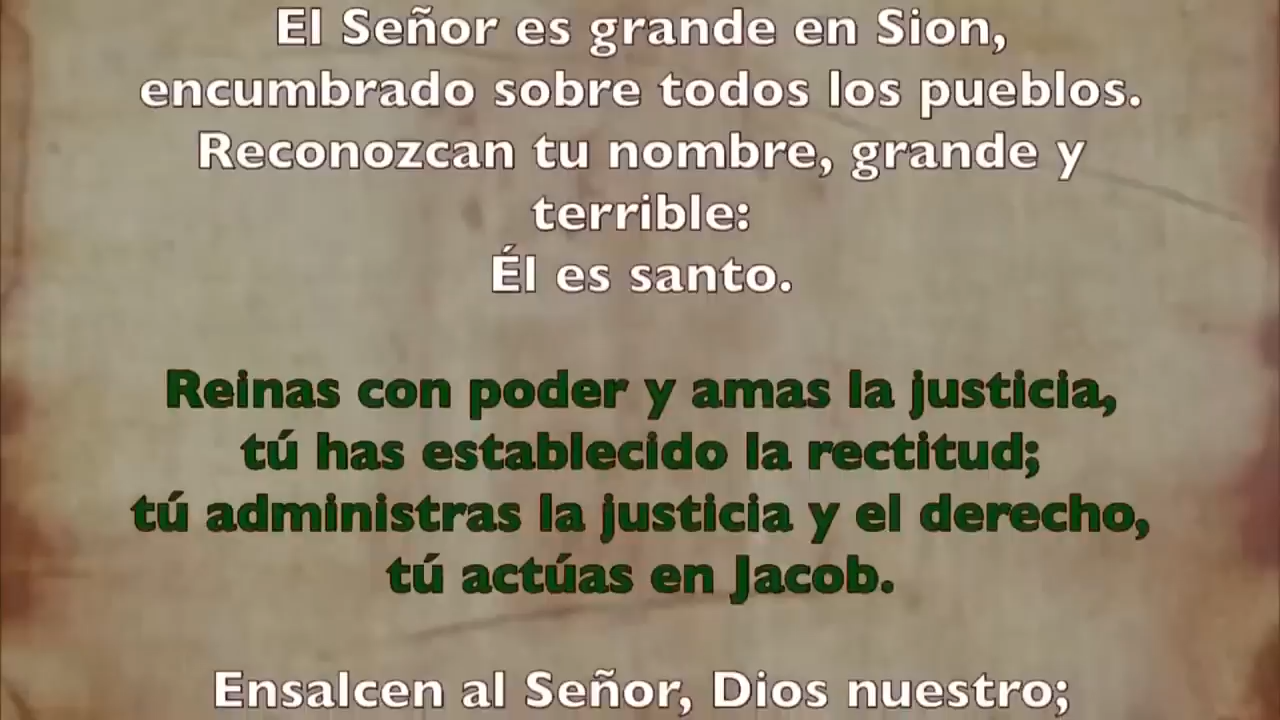 El Señor es grande en Sion,
encumbrado sobre todos los pueblos.
Reconozcan tu nombre, grande y
terrible:
Él es santo.
Reinas con poder y amas la justicia,
tú has establecido la rectitud;
tú administras la justicia y el derecho,
tú actúas en Jacob.
Ensalcen al Señor, Dios nuestro;